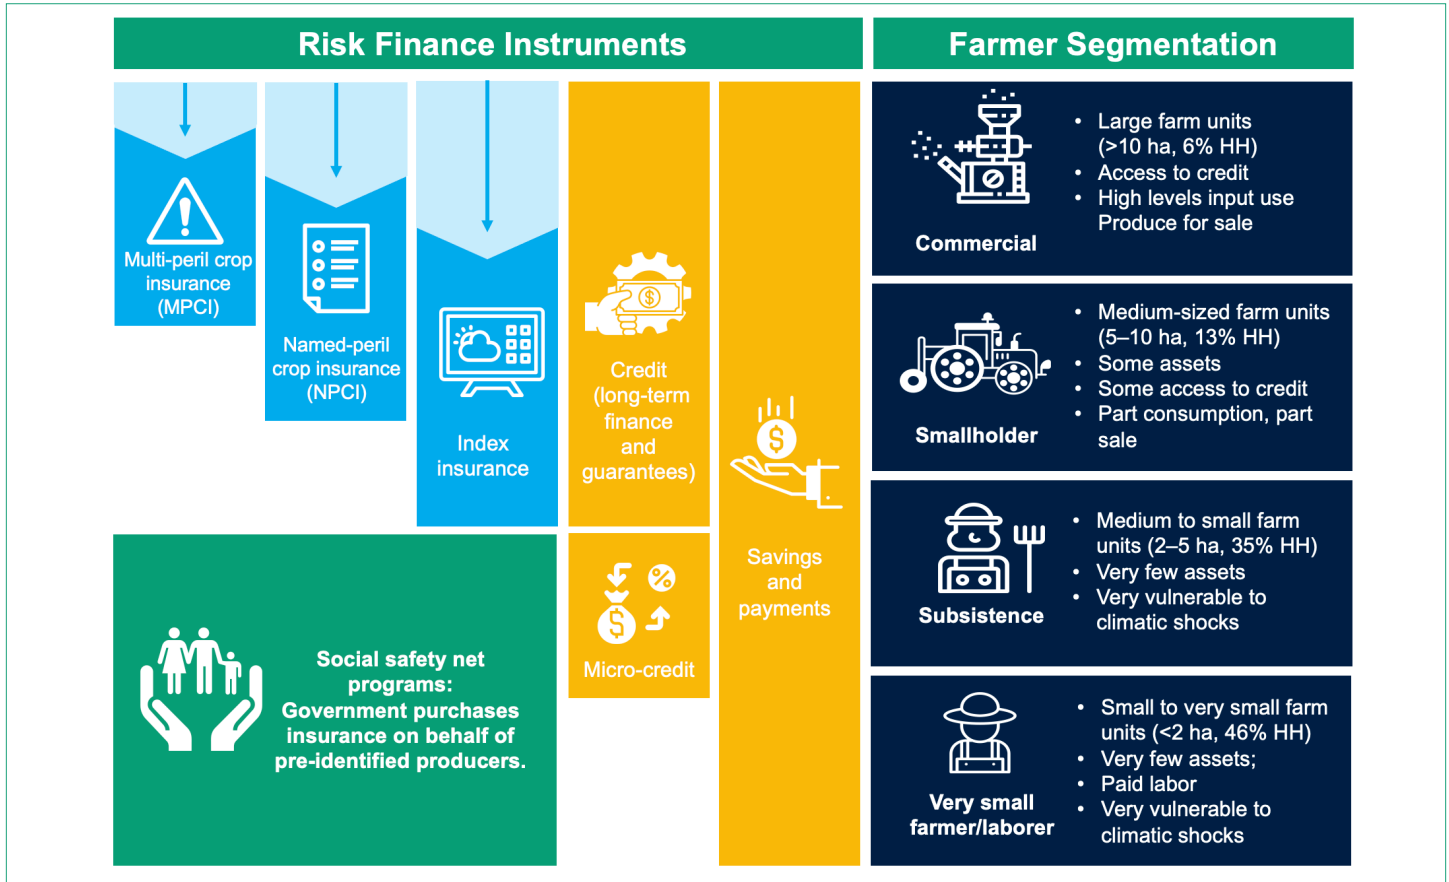 Risk Finance Instruments
Farmer Segmentation
Multi-peril crop
insurance
(MPCI)
Named-peril
crop insurance
(NPCI)
Index
insurance
Credit
(long-term
finance
and
guarantees)
Micro-credit
Savings
and
payments
Social safety net
programs:
Government purchases
insurance on behalf of
pre-identified producers.
Commercial
• Large farm units
(>10 ha, 6% HH)
• Access to credit
• High levels input use
Produce for sale
Smallholder
• Medium-sized farm units
(5–10 ha, 13% HH)
• Some assets
• Some access to credit
• Part consumption, part
sale
Subsistence
• Medium to small farm
units (2–5 ha, 35% HH)
• Very few assets
• Very vulnerable to
climatic shocks
Very small
farmer/laborer
• Small to very small farm
units (<2 ha, 46% HH)
• Very few assets;
• Paid labor
• Very vulnerable to
climatic shocks